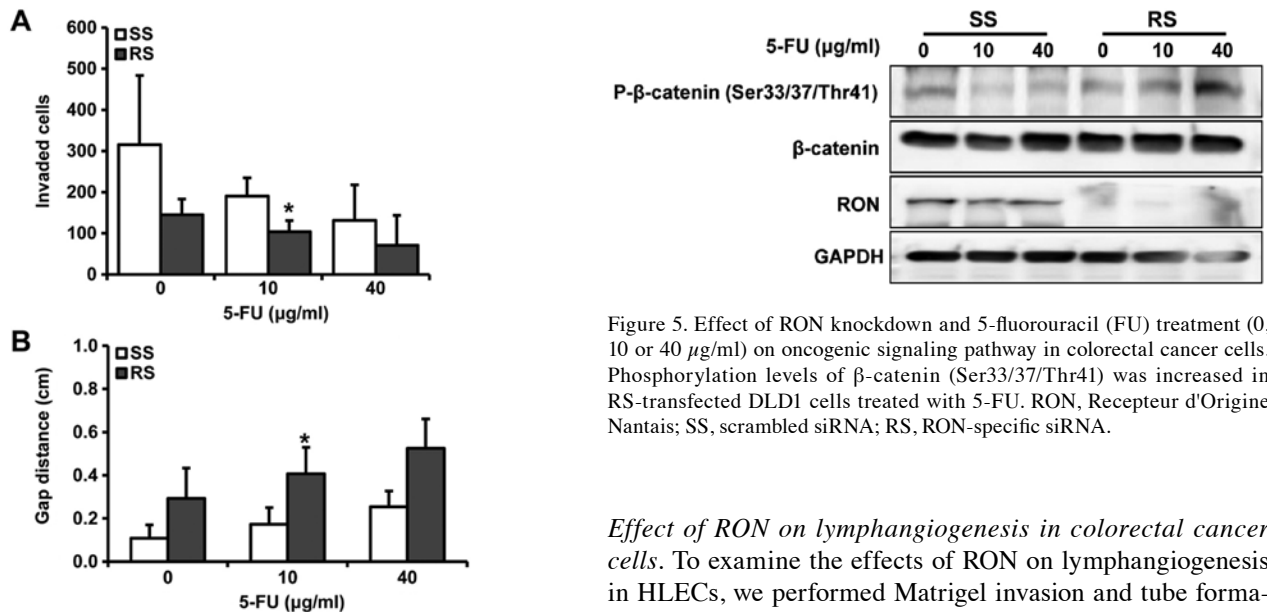 A
SS
RS
600
500
400
300
200
100
0
Invaded cells
*
0 10 40
5-FU (µg/ml)
B
SS
RS
1.0
0.8
0.6
0.4
0.2
0.0
Gap distance (cm)
*
0 10 40
5-FU (µg/ml)
SS RS
5-FU (µg/ml) 0 10 40 0 10 40
P-β-catenin (Ser33/37/Thr41)
β-catenin
RON
GAPDH
Figure 5. Effect of RON knockdown and 5-fluorouracil (FU) treatment (0,
10 or 40 µg/ml) on oncogenic signaling pathway in colorectal cancer cells.
Phosphorylation levels of β-catenin (Ser33/37/Thr41) was increased in
RS-transfected DLD1 cells treated with 5-FU. RON, Recepteur d'Origine
Nantais; SS, scrambled siRNA; RS, RON-specific siRNA.
Effect of RON on lymphangiogenesis in colorectal cancer
cells. To examine the effects of RON on lymphangiogenesis
in HLECs, we performed Matrigel invasion and tube forma-